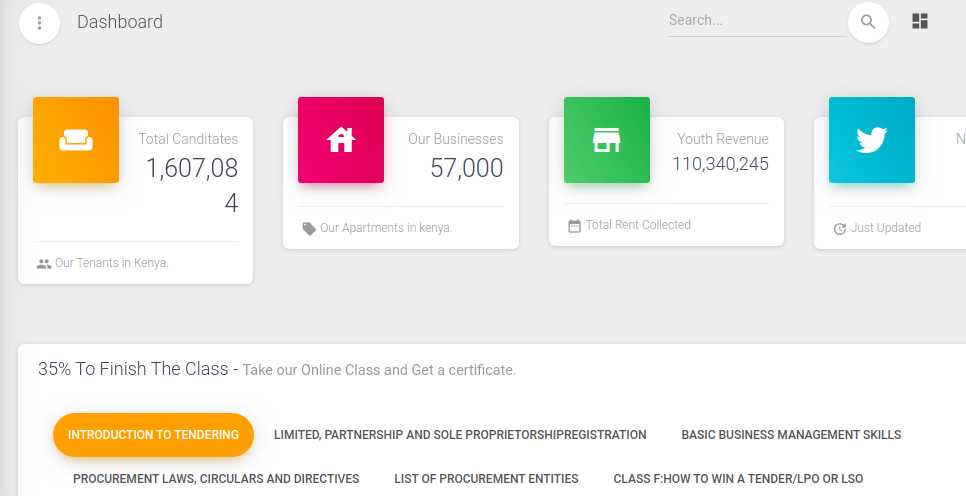 Dashboard
Search...
Total Canditates
1,607,08
4
Our Tenants in Kenya.
Our Businesses
57,000
Our Apartments in kenya.
Youth Revenue
110,340,245
Total Rent Collected
N
Just Updated
35% To Finish The Class - Take our Online Class and Get a certificate.
INTRODUCTION TO TENDERING
LIMITED, PARTNERSHIP AND SOLE PROPRIETORSHIPREGISTRATION
BASIC BUSINESS MANAGEMENT SKILLS
PROCUREMENT LAWS, CIRCULARS AND DIRECTIVES
LIST OF PROCUREMENT ENTITIES
CLASS F:HOW TO WIN A TENDER/LPO OR LSO